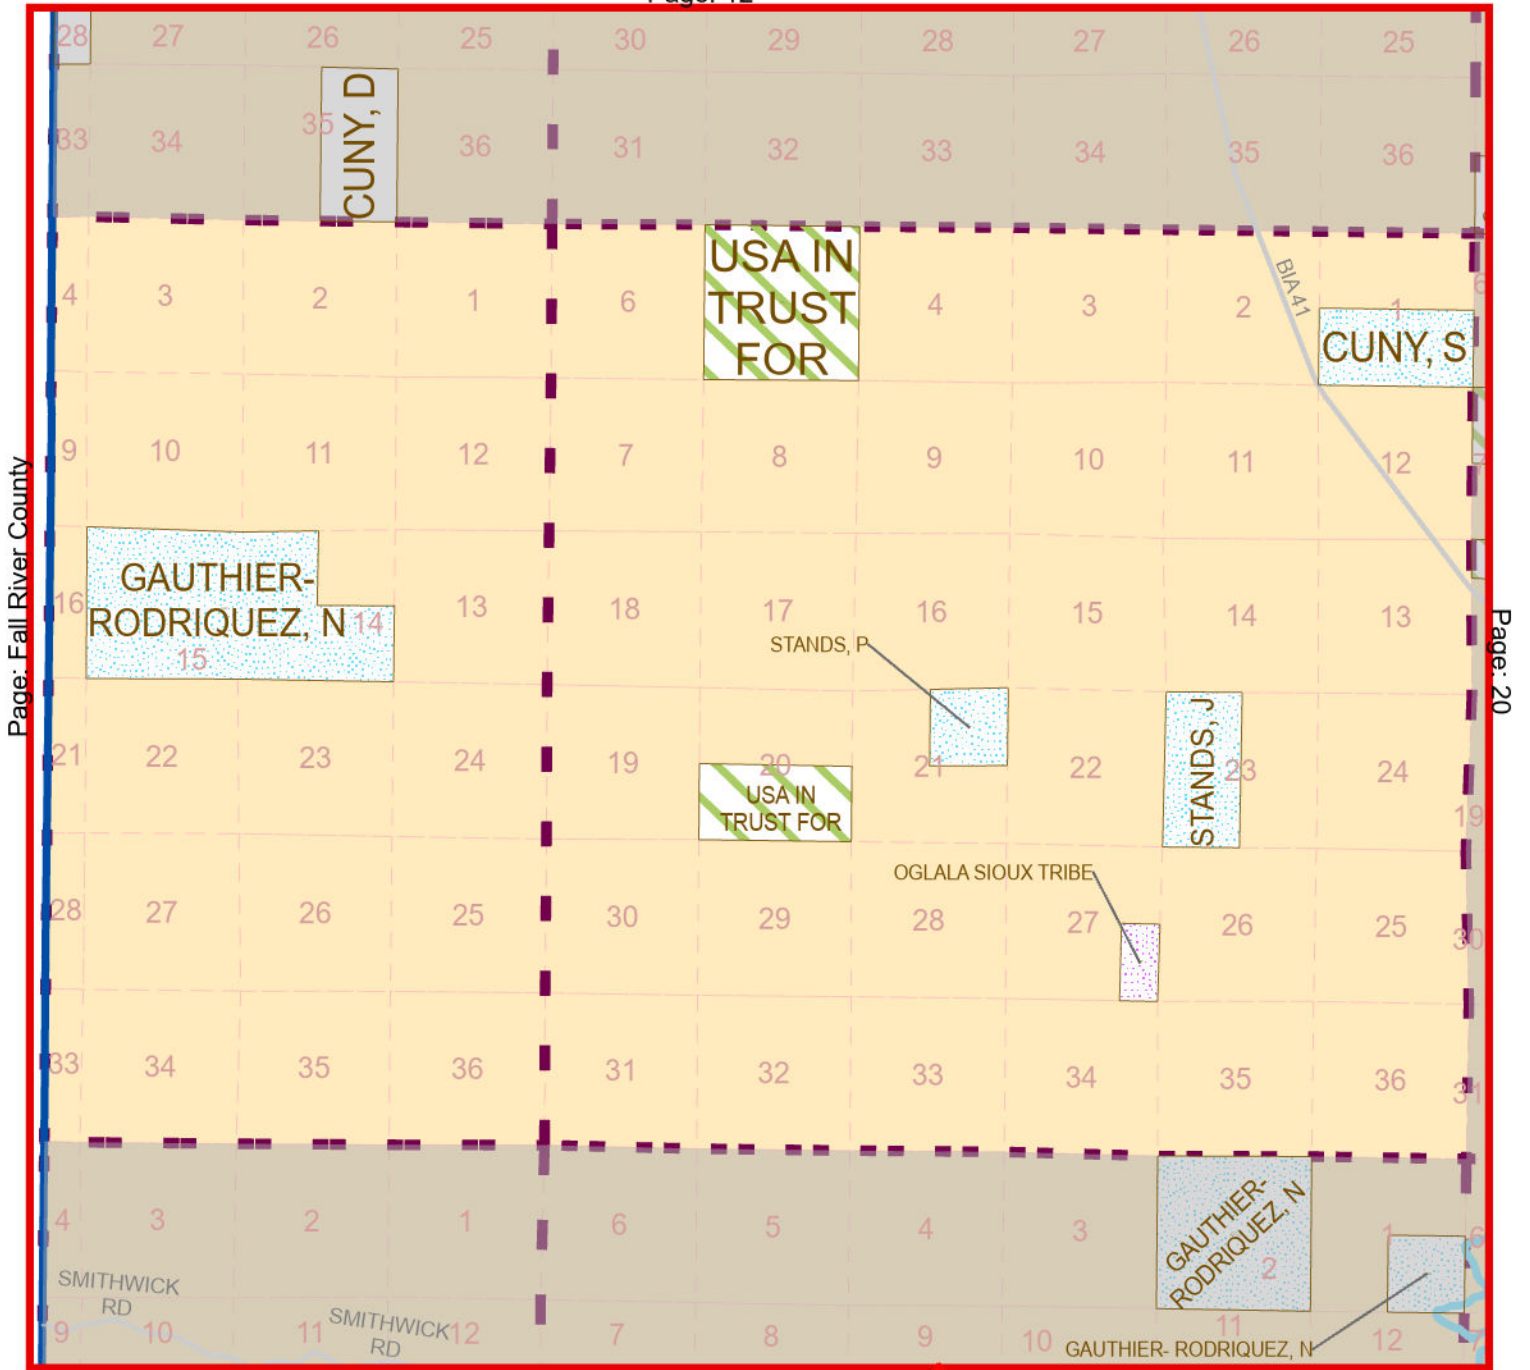 Page: 12
28 27 26 25 30 29 28 27 26 25
33 34 35 36 31 32 33 34 35 36
CUNY, D
4 3 2 1 6 4 3 2 1 6
USA IN
TRUST
FOR
BIA 41
CUNY, S
9 10 11 12 7 8 9 10 11 12 7
Page: Fall River County
GAUTHIER-
RODRIQUEZ, N
16 15 14 13 18 17 16 15 14 13
STANDS, P
Page: 20
21 22 23 24 19 20 21 22 23 24 19
STANDS, J
USA IN
TRUST FOR
OGLALA SIOUX TRIBE
28 27 26 25 30 29 28 27 26 25 30
33 34 35 36 31 32 33 34 35 36 31
4 3 2 1 6 5 4 3 2 1 6
GAUTHIER-
RODRIQUEZ, N
SMITHWICK
RD
SMITHWICK
RD
9 10 11 12 7 8 9 10 11 12 7
GAUTHIER- RODRIQUEZ, N